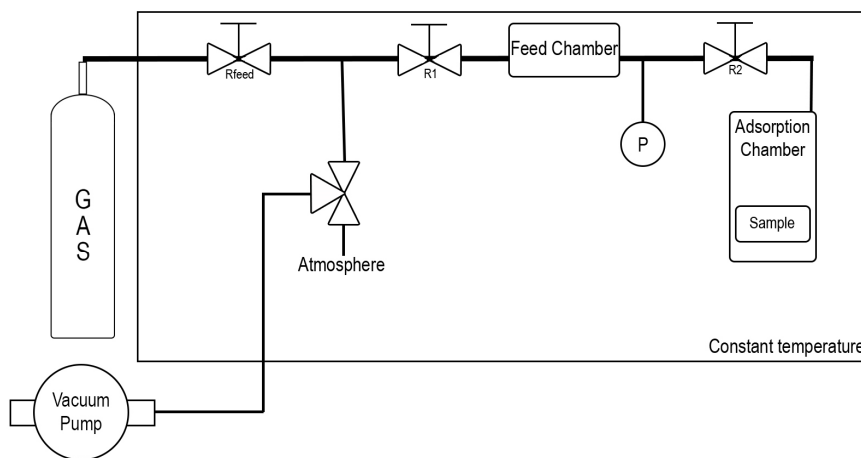 Feed Chamber
Rfeed
R1
R2
Adsorption
Chamber
P
G
A
S
Sample
Atmosphere
Constant temperature
Vacuum
Pump